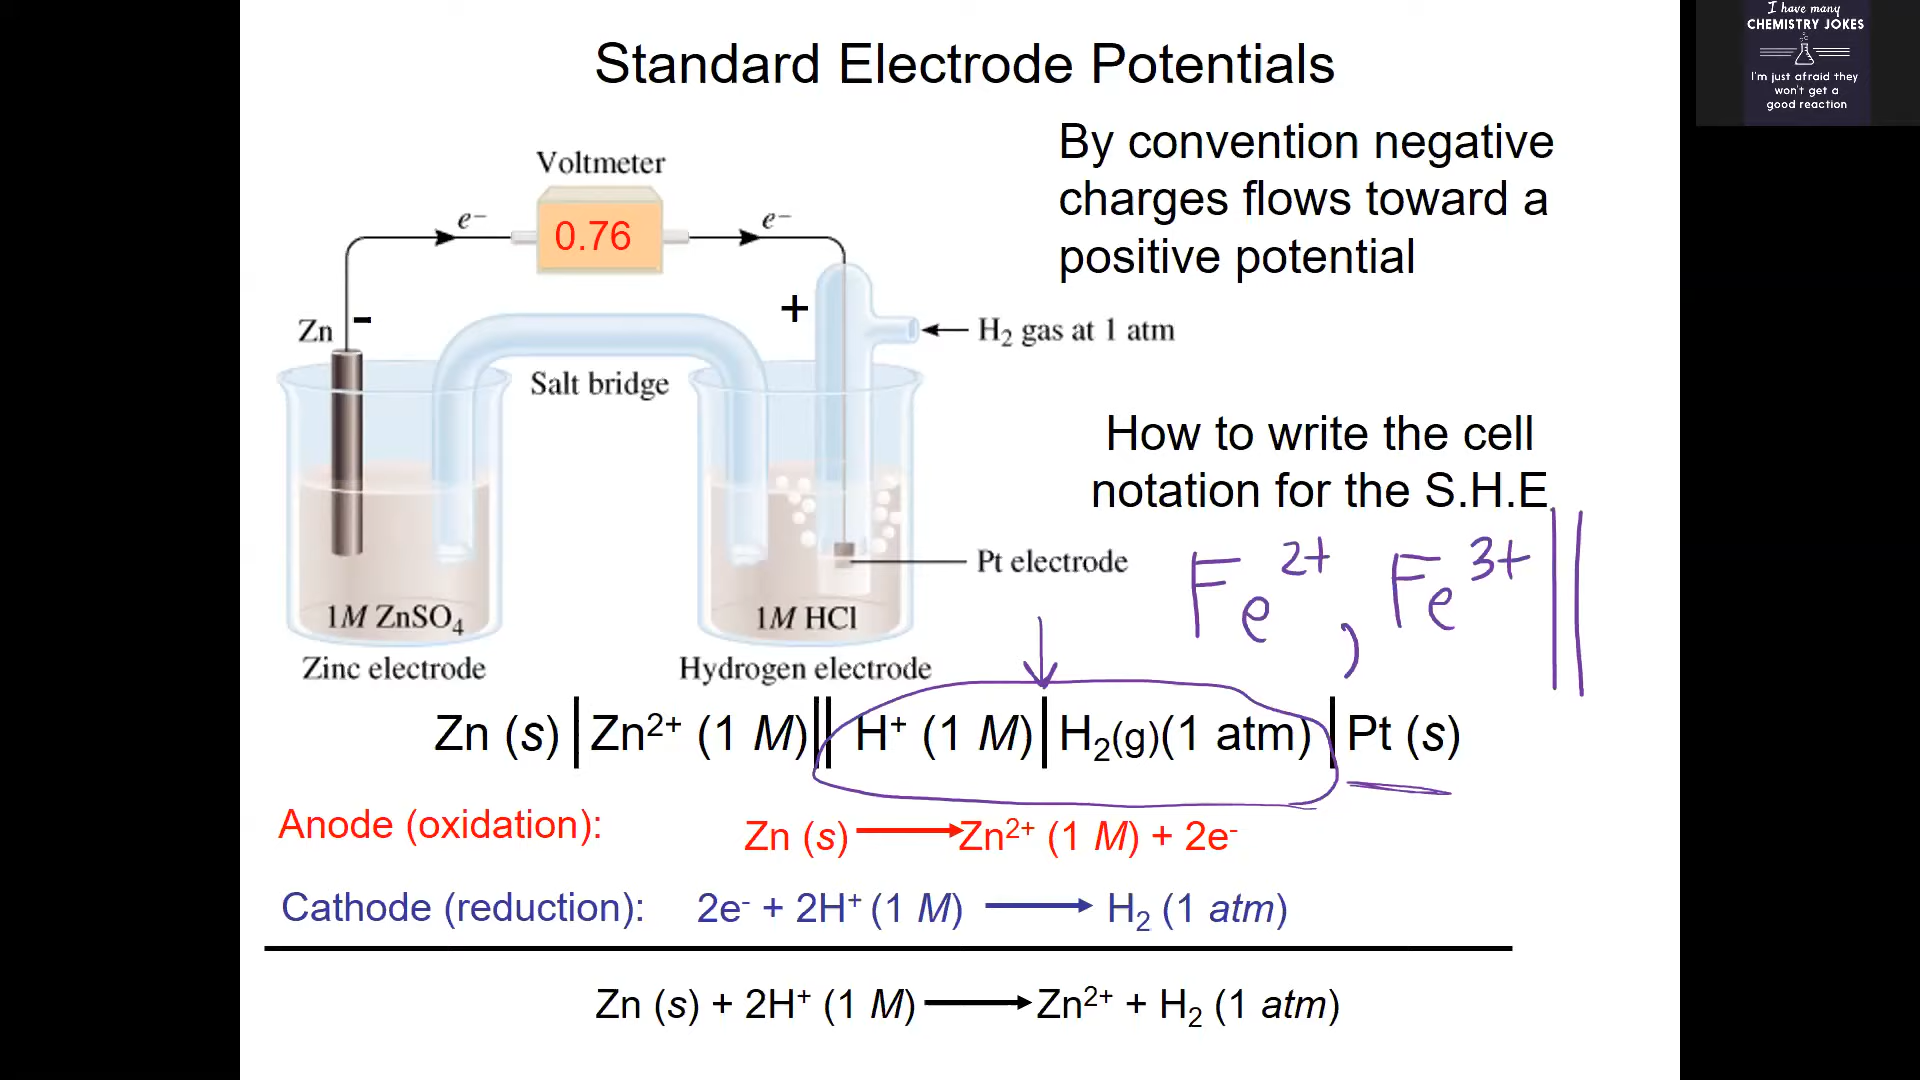 Standard Electrode Potentials
I have many
CHEMISTRY JOKES
I'm just afraid they
won't get a
good reaction
By convention negative
charges flows toward a
positive potential
Voltmeter
e⁻ 0.76 e⁻
Zn - +
H₂ gas at 1 atm
Salt bridge
How to write the cell
notation for the S.H.E.
Fe²⁺, Fe³⁺ ||
Pt electrode
1M ZnSO₄ 1M HCl
Zinc electrode Hydrogen electrode
Zn (s) | Zn²⁺ (1 M) || H⁺ (1 M) | H₂(g)(1 atm) | Pt (s)
Anode (oxidation): Zn (s) → Zn²⁺ (1 M) + 2e⁻
Cathode (reduction): 2e⁻ + 2H⁺ (1 M) → H₂ (1 atm)
Zn (s) + 2H⁺ (1 M) → Zn²⁺ + H₂ (1 atm)